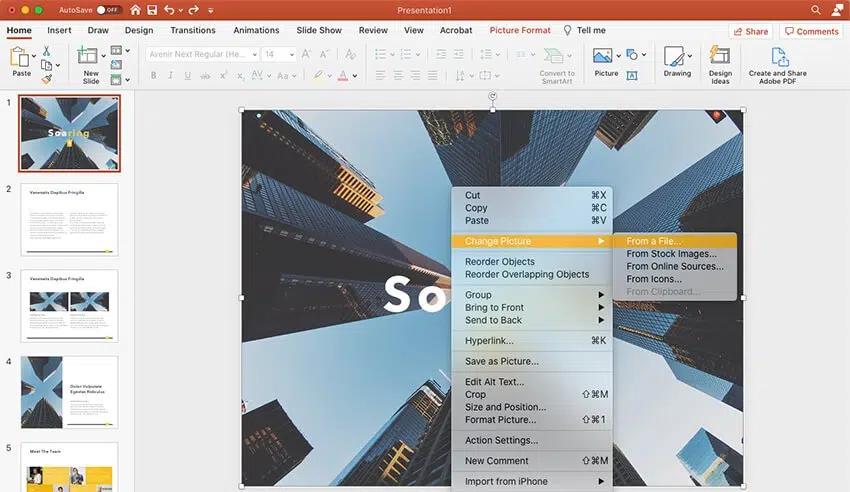 AutoSave OFF
Presentation1
Home Insert Draw Design Transitions Animations Slide Show Review View Acrobat Picture Format Tell me
Share Comments
Paste
New
Slide
Avenir Next Regular (He... 14
B I U ab x² x₂ AV Aa A
Convert to
SmartArt
Picture
Drawing
Design
Ideas
Create and Share
Adobe PDF
1
Soaring
2
Venenatis Dapibus Fringilla
3
Venenatis Dapibus Fringilla
4
Dolor Vulputate
Egestas Ridiculus
5
Meet The Team
So
Cut ⌘X
Copy ⌘C
Paste ⌘V
Change Picture
From a File...
From Stock Images...
From Online Sources...
From Icons...
From Clipboard...
Reorder Objects
Reorder Overlapping Objects
Group
Bring to Front
Send to Back
Hyperlink... ⌘K
Save as Picture...
Edit Alt Text...
Crop ⇧⌘M
Size and Position...
Format Picture... ⇧⌘1
Action Settings...
New Comment ⇧⌘M
Import from iPhone